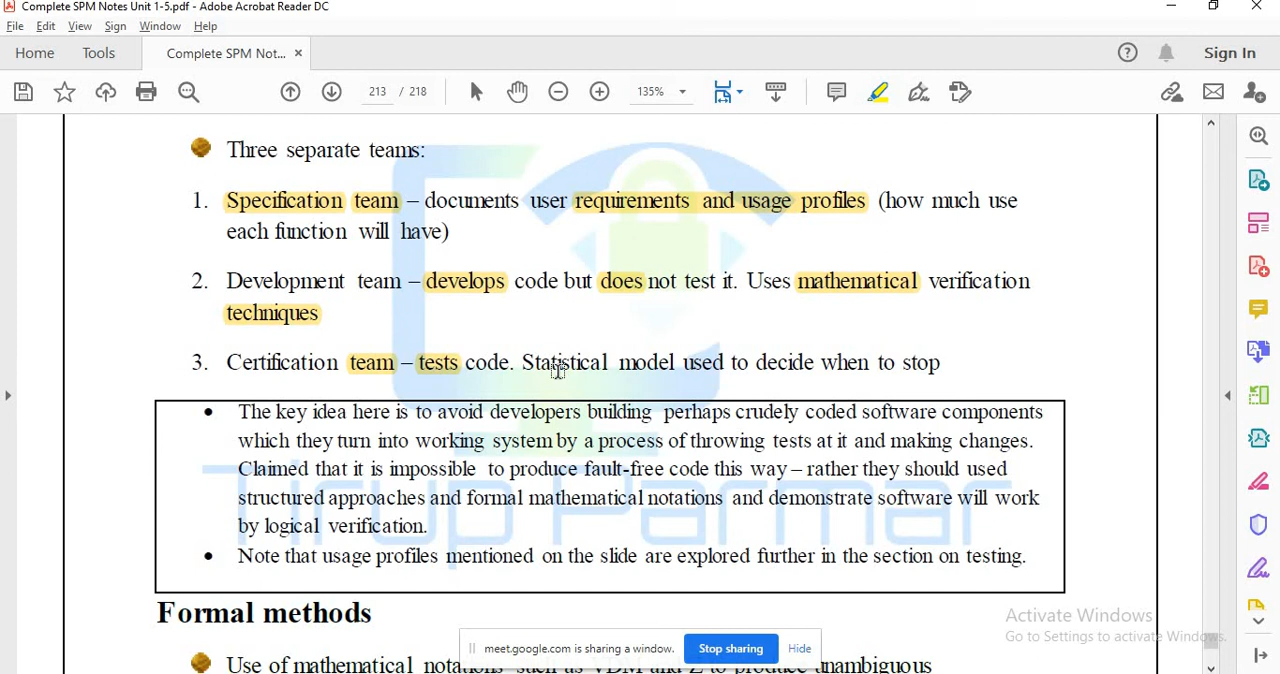 Complete SPM Notes Unit 1-5.pdf - Adobe Acrobat Reader DC
File Edit View Sign Window Help
Home Tools Complete SPM Not... × Sign In
213 / 218 135%
Three separate teams:
1. Specification team – documents user requirements and usage profiles (how much use
each function will have)
2. Development team – develops code but does not test it. Uses mathematical verification
techniques
3. Certification team – tests code. Statistical model used to decide when to stop
• The key idea here is to avoid developers building perhaps crudely coded software components
which they turn into working system by a process of throwing tests at it and making changes.
Claimed that it is impossible to produce fault-free code this way – rather they should used
structured approaches and formal mathematical notations and demonstrate software will work
by logical verification.
• Note that usage profiles mentioned on the slide are explored further in the section on testing.
Tirup Parmar
Formal methods
Activate Windows
Go to Settings to activate Windows.
meet.google.com is sharing a window. Stop sharing Hide
Use of mathematical notations such as VDM and Z to produce unambiguous